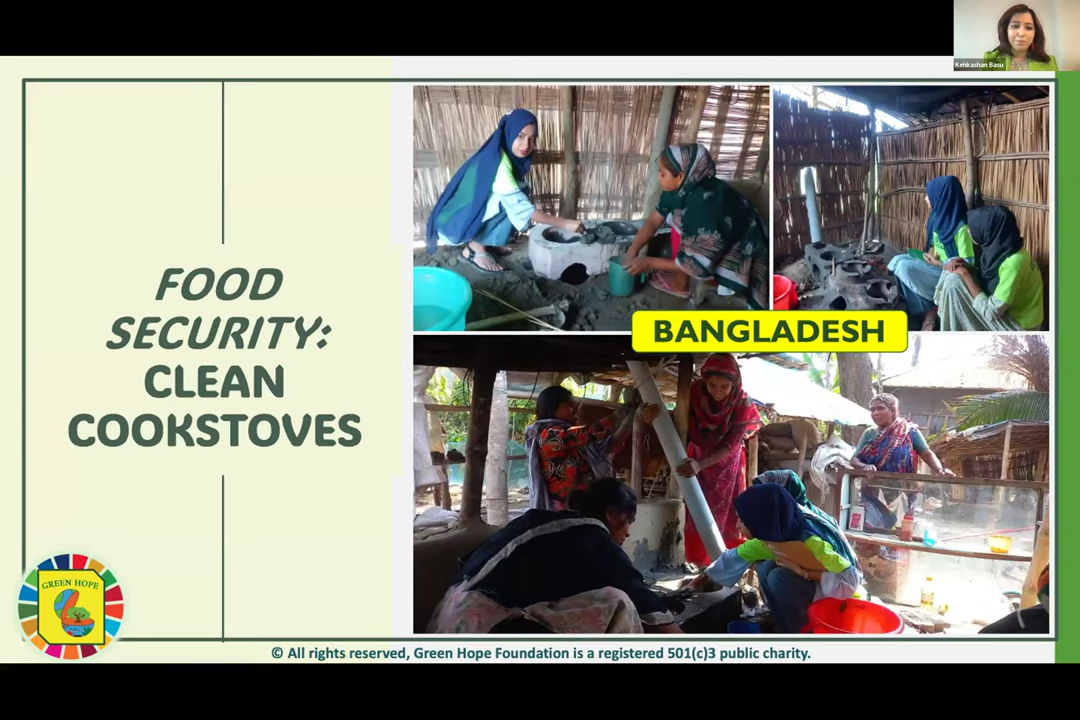 Kehkashan Basu
FOOD
SECURITY:
CLEAN
COOKSTOVES
BANGLADESH
GREEN HOPE
© All rights reserved, Green Hope Foundation is a registered 501(c)3 public charity.